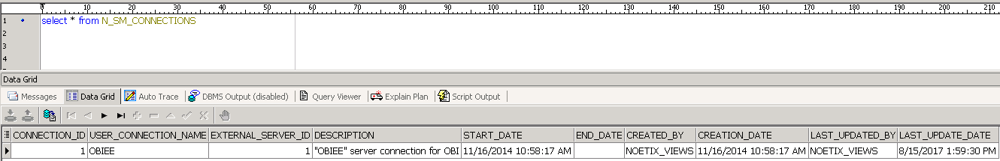 0 10 20 30 40 50 60 70 80 90 100 110 120 130 140 150 160 170 180 190 200 210
1 select * from N_SM_CONNECTIONS
2
3
4
5
Data Grid
Messages Data Grid Auto Trace DBMS Output (disabled) Query Viewer Explain Plan Script Output
CONNECTION_ID USER_CONNECTION_NAME EXTERNAL_SERVER_ID DESCRIPTION START_DATE END_DATE CREATED_BY CREATION_DATE LAST_UPDATED_BY LAST_UPDATE_DATE
1 OBIEE 1 "OBIEE" server connection for OBI 11/16/2014 10:58:17 AM NOETIX_VIEWS 11/16/2014 10:58:17 AM NOETIX_VIEWS 8/15/2017 1:59:30 PM